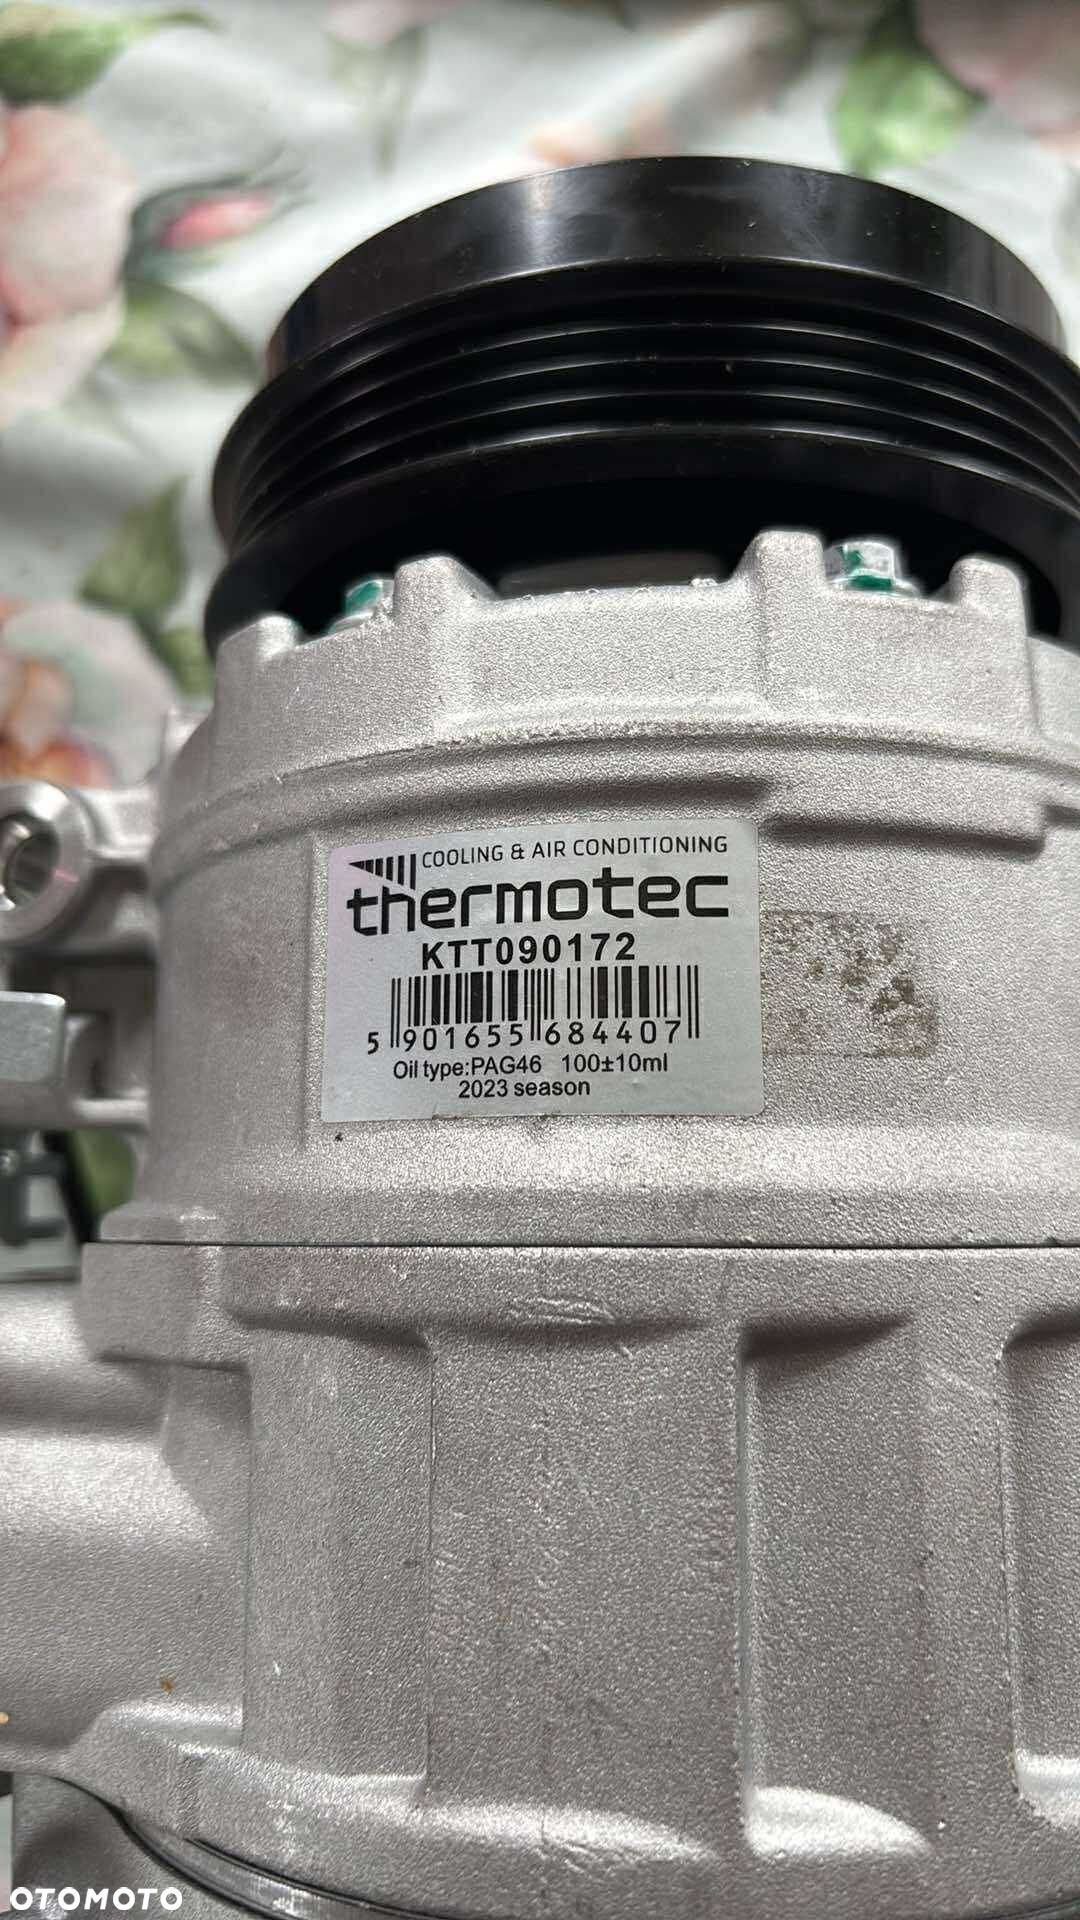 COOLING & AIR CONDITIONING
thermotec
KTT090172
5 901655 684407
Oil type:PAG46 100±10ml
2023 season
OTOMOTO